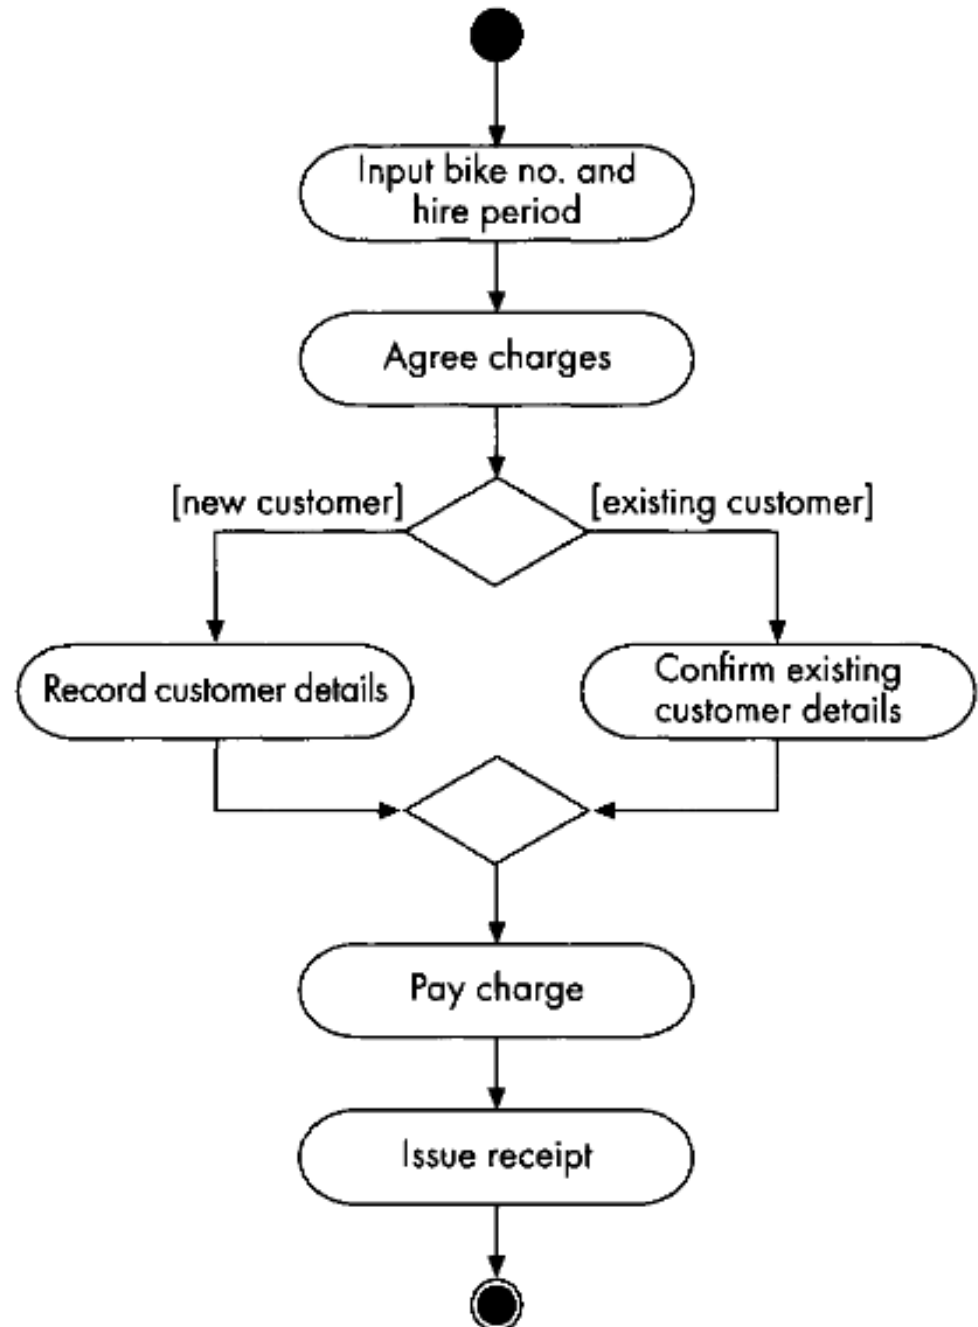 Input bike no. and
hire period
Agree charges
[new customer]
[existing customer]
Record customer details
Confirm existing
customer details
Pay charge
Issue receipt